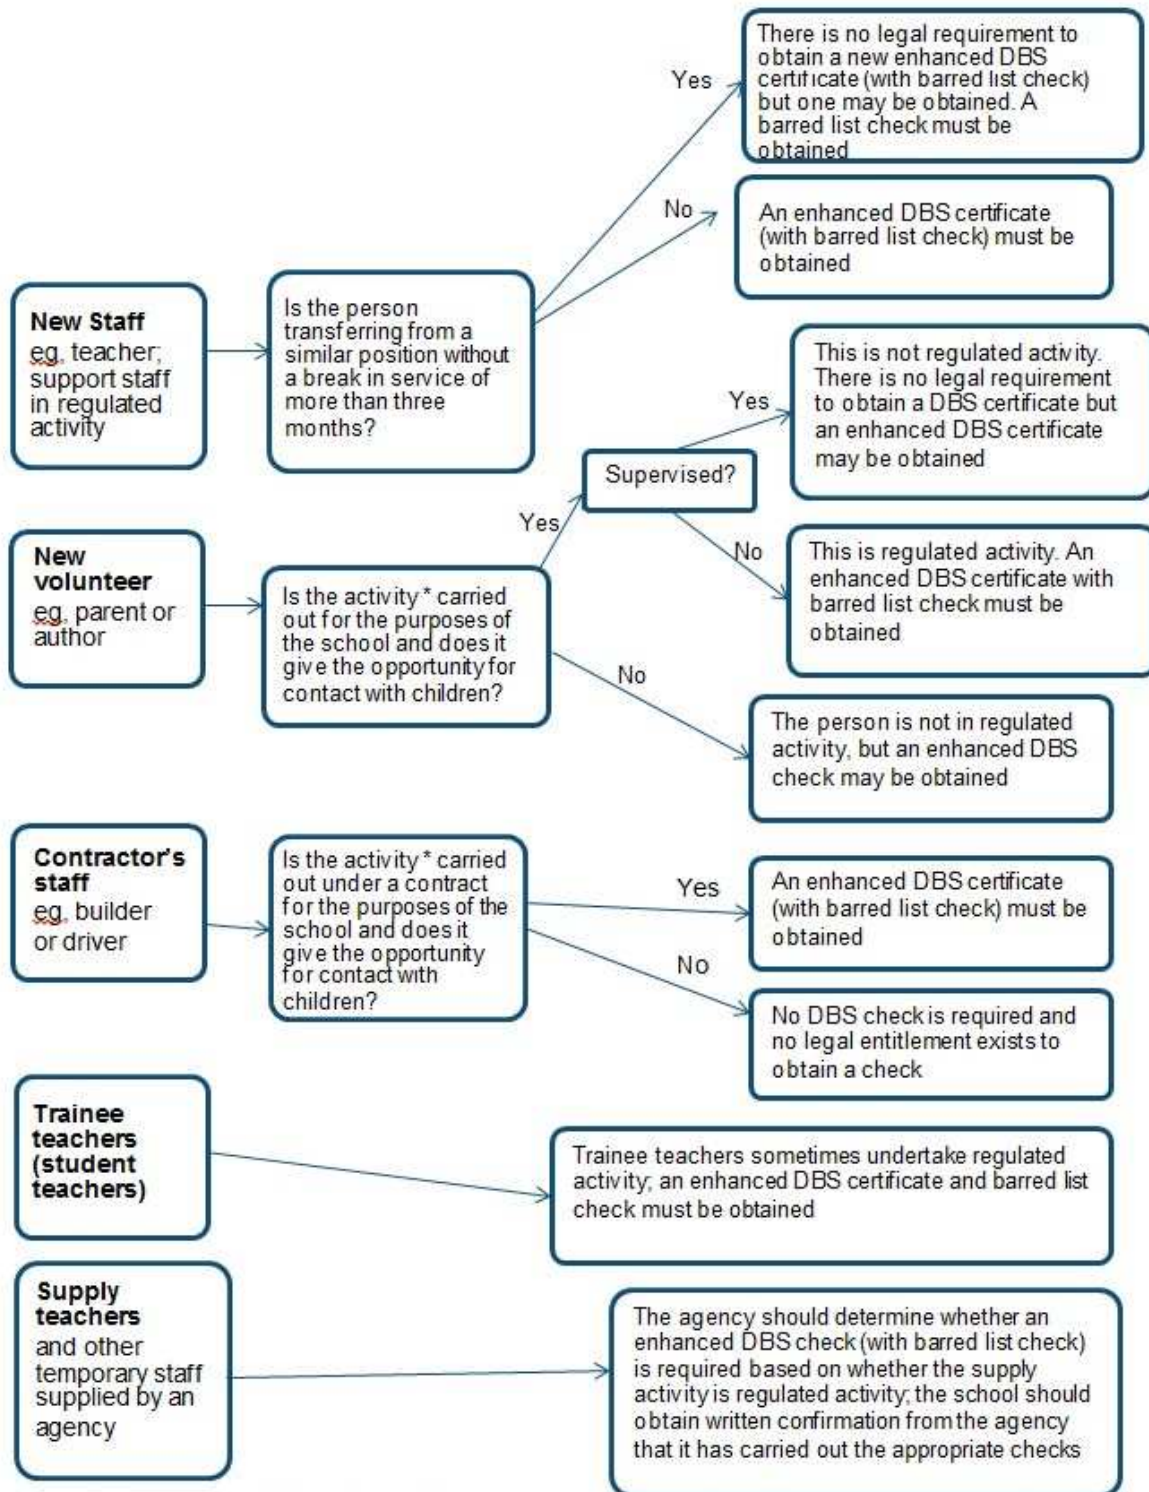 There is no legal requirement to
obtain a new enhanced DBS
certificate (with barred list check)
but one may be obtained. A
barred list check must be
obtained
Yes
No
An enhanced DBS certificate
(with barred list check) must be
obtained
New Staff
eg, teacher;
support staff
in regulated
activity
Is the person
transferring from a
similar position without
a break in service of
more than three
months?
This is not regulated activity.
There is no legal requirement
to obtain a DBS certificate but
an enhanced DBS certificate
may be obtained
Yes
Supervised?
Yes
No
This is regulated activity. An
enhanced DBS certificate with
barred list check must be
obtained
New
volunteer
eg, parent or
author
Is the activity * carried
out for the purposes of
the school and does it
give the opportunity for
contact with children?
No
The person is not in regulated
activity, but an enhanced DBS
check may be obtained
Contractor's
staff
eg, builder
or driver
Is the activity * carried
out under a contract
for the purposes of the
school and does it
give the opportunity
for contact with
children?
Yes
An enhanced DBS certificate
(with barred list check) must be
obtained
No
No DBS check is required and
no legal entitlement exists to
obtain a check
Trainee
teachers
(student
teachers)
Trainee teachers sometimes undertake regulated
activity; an enhanced DBS certificate and barred list
check must be obtained
Supply
teachers
and other
temporary staff
supplied by an
agency
The agency should determine whether an
enhanced DBS check (with barred list check)
is required based on whether the supply
activity is regulated activity; the school should
obtain written confirmation from the agency
that it has carried out the appropriate checks